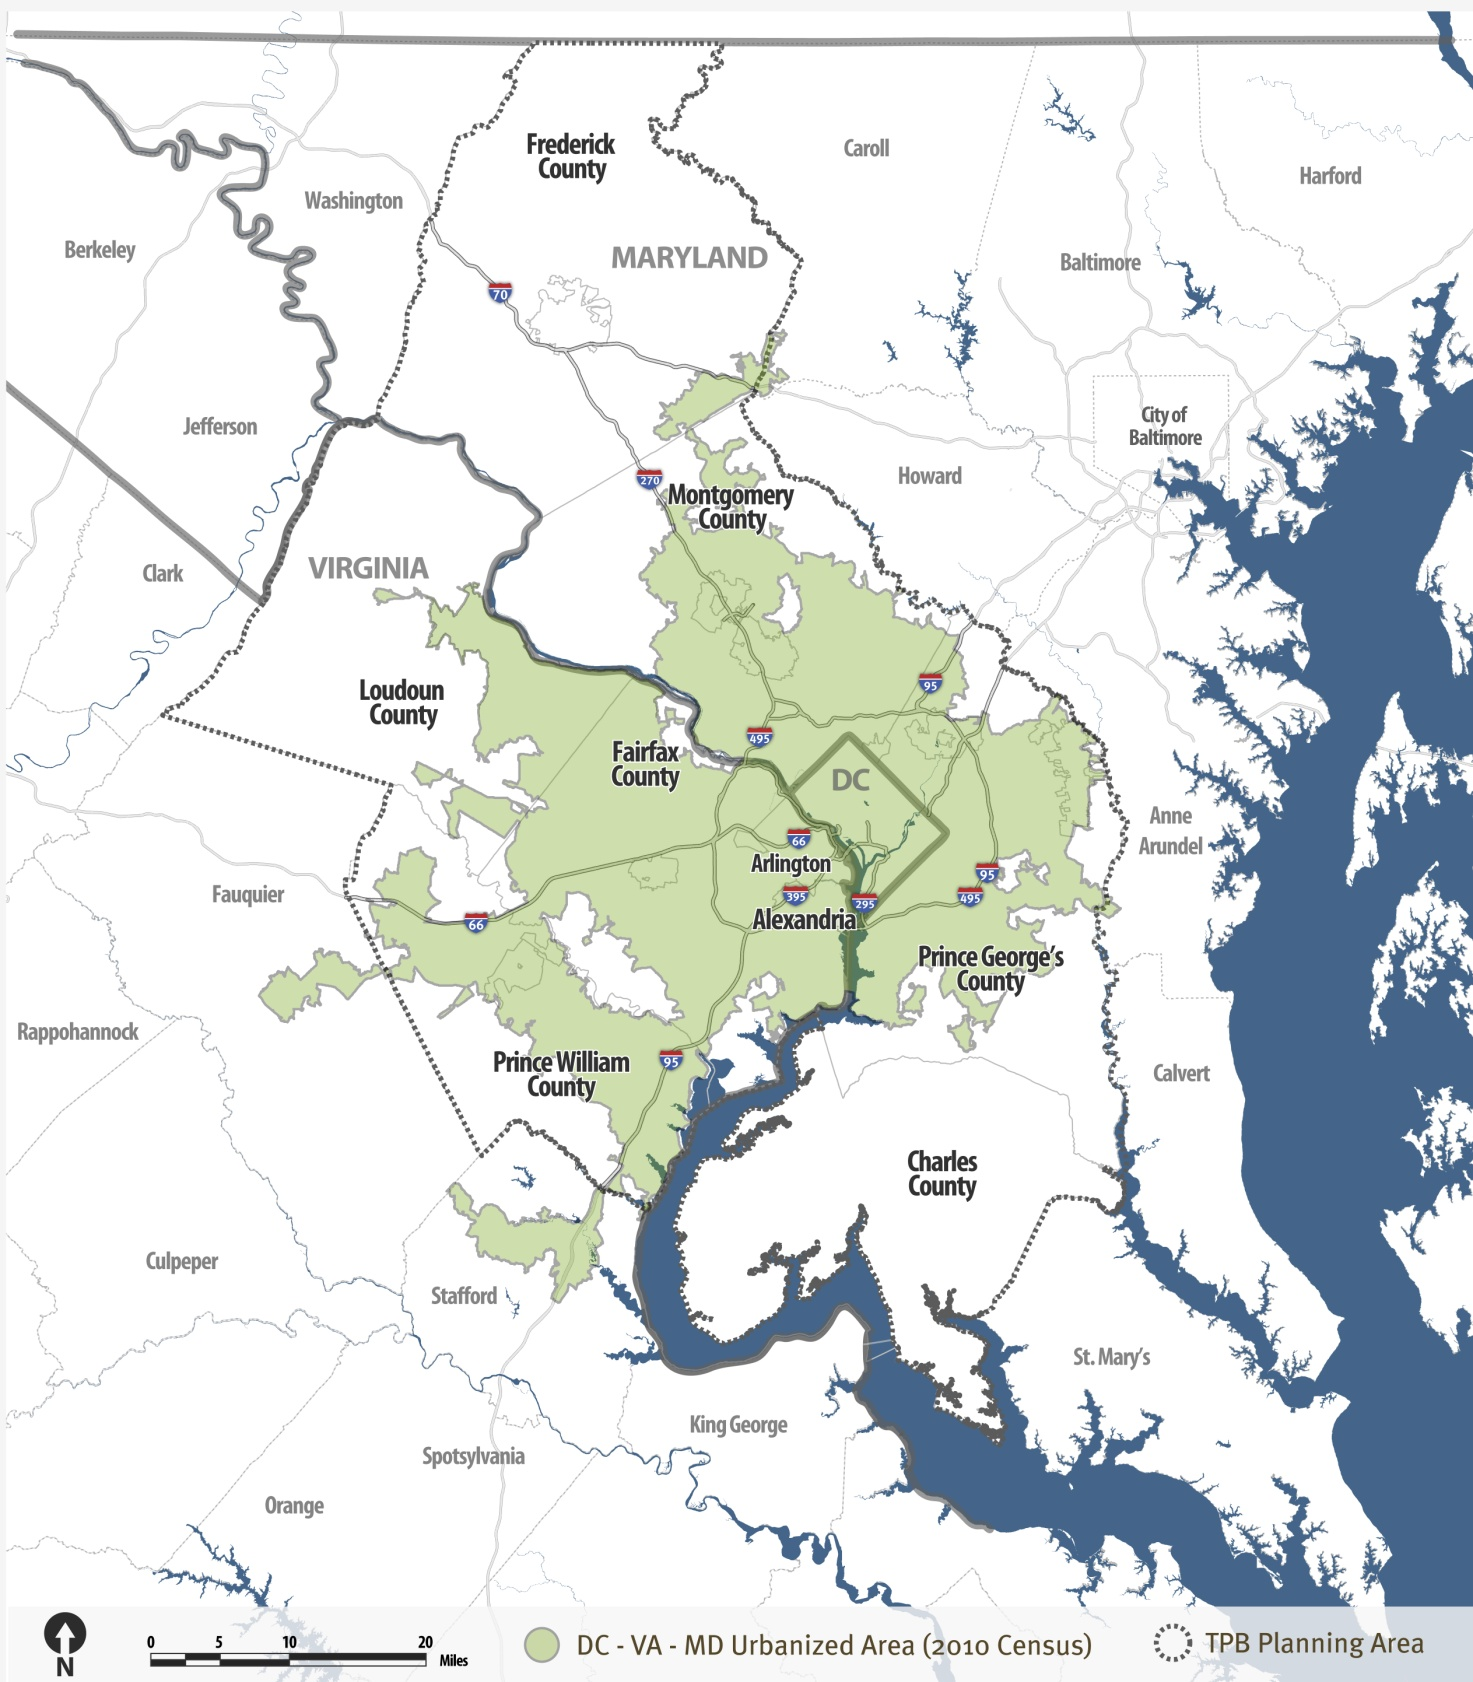 Frederick
County
Caroll
Harford
Washington
Berkeley
MARYLAND
Baltimore
70
Jefferson
City of
Baltimore
Howard
270
Montgomery
County
VIRGINIA
Clark
Loudoun
County
95
495
Fairfax
County
DC
Anne
Arundel
66
Arlington
95
Fauquier
395
495
295
66
Alexandria
Prince George's
County
Rappohannock
Prince William
County
95
Calvert
Charles
County
Culpeper
Stafford
St. Mary's
King George
Spotsylvania
Orange
N
0 5 10 20
Miles
DC - VA - MD Urbanized Area (2010 Census)
TPB Planning Area